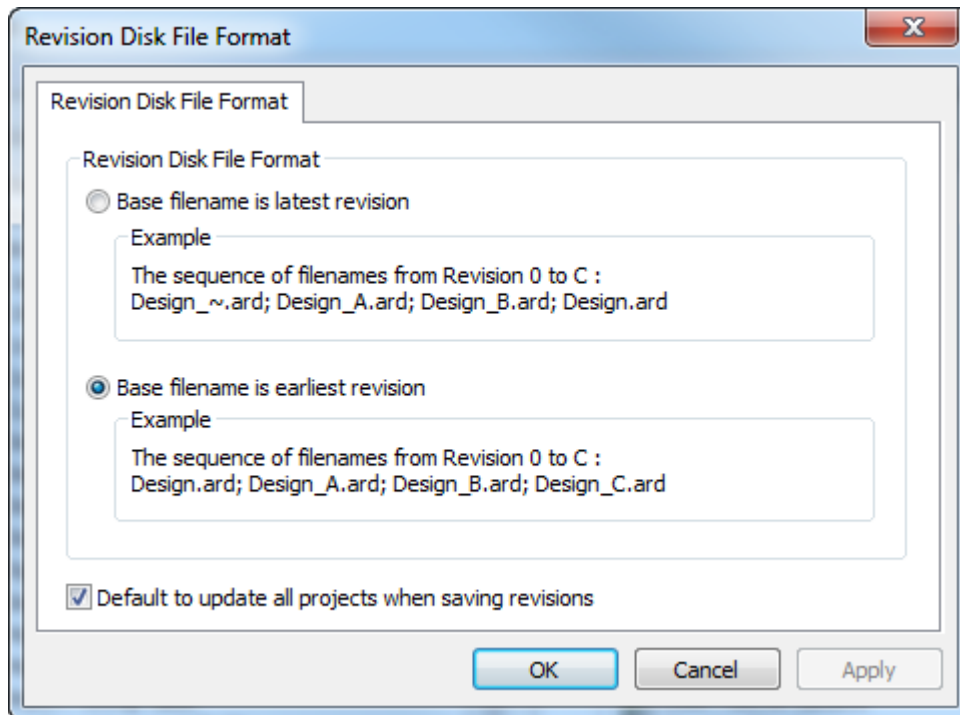 Revision Disk File Format
Revision Disk File Format
Revision Disk File Format
Base filename is latest revision
Example
The sequence of filenames from Revision 0 to C :
Design_~.ard; Design_A.ard; Design_B.ard; Design.ard
Base filename is earliest revision
Example
The sequence of filenames from Revision 0 to C :
Design.ard; Design_A.ard; Design_B.ard; Design_C.ard
Default to update all projects when saving revisions
OK Cancel Apply